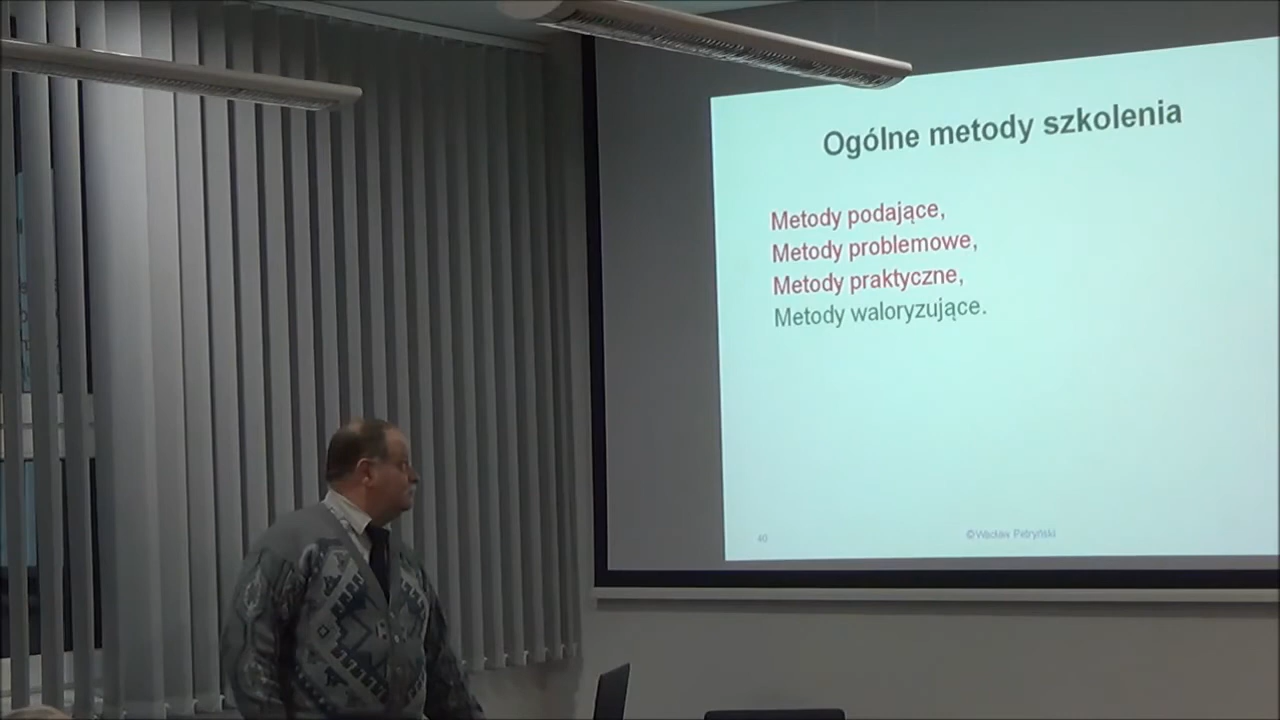 Ogólne metody szkolenia
Metody podające,
Metody problemowe,
Metody praktyczne,
Metody waloryzujące.
40
©Wacław Petryński